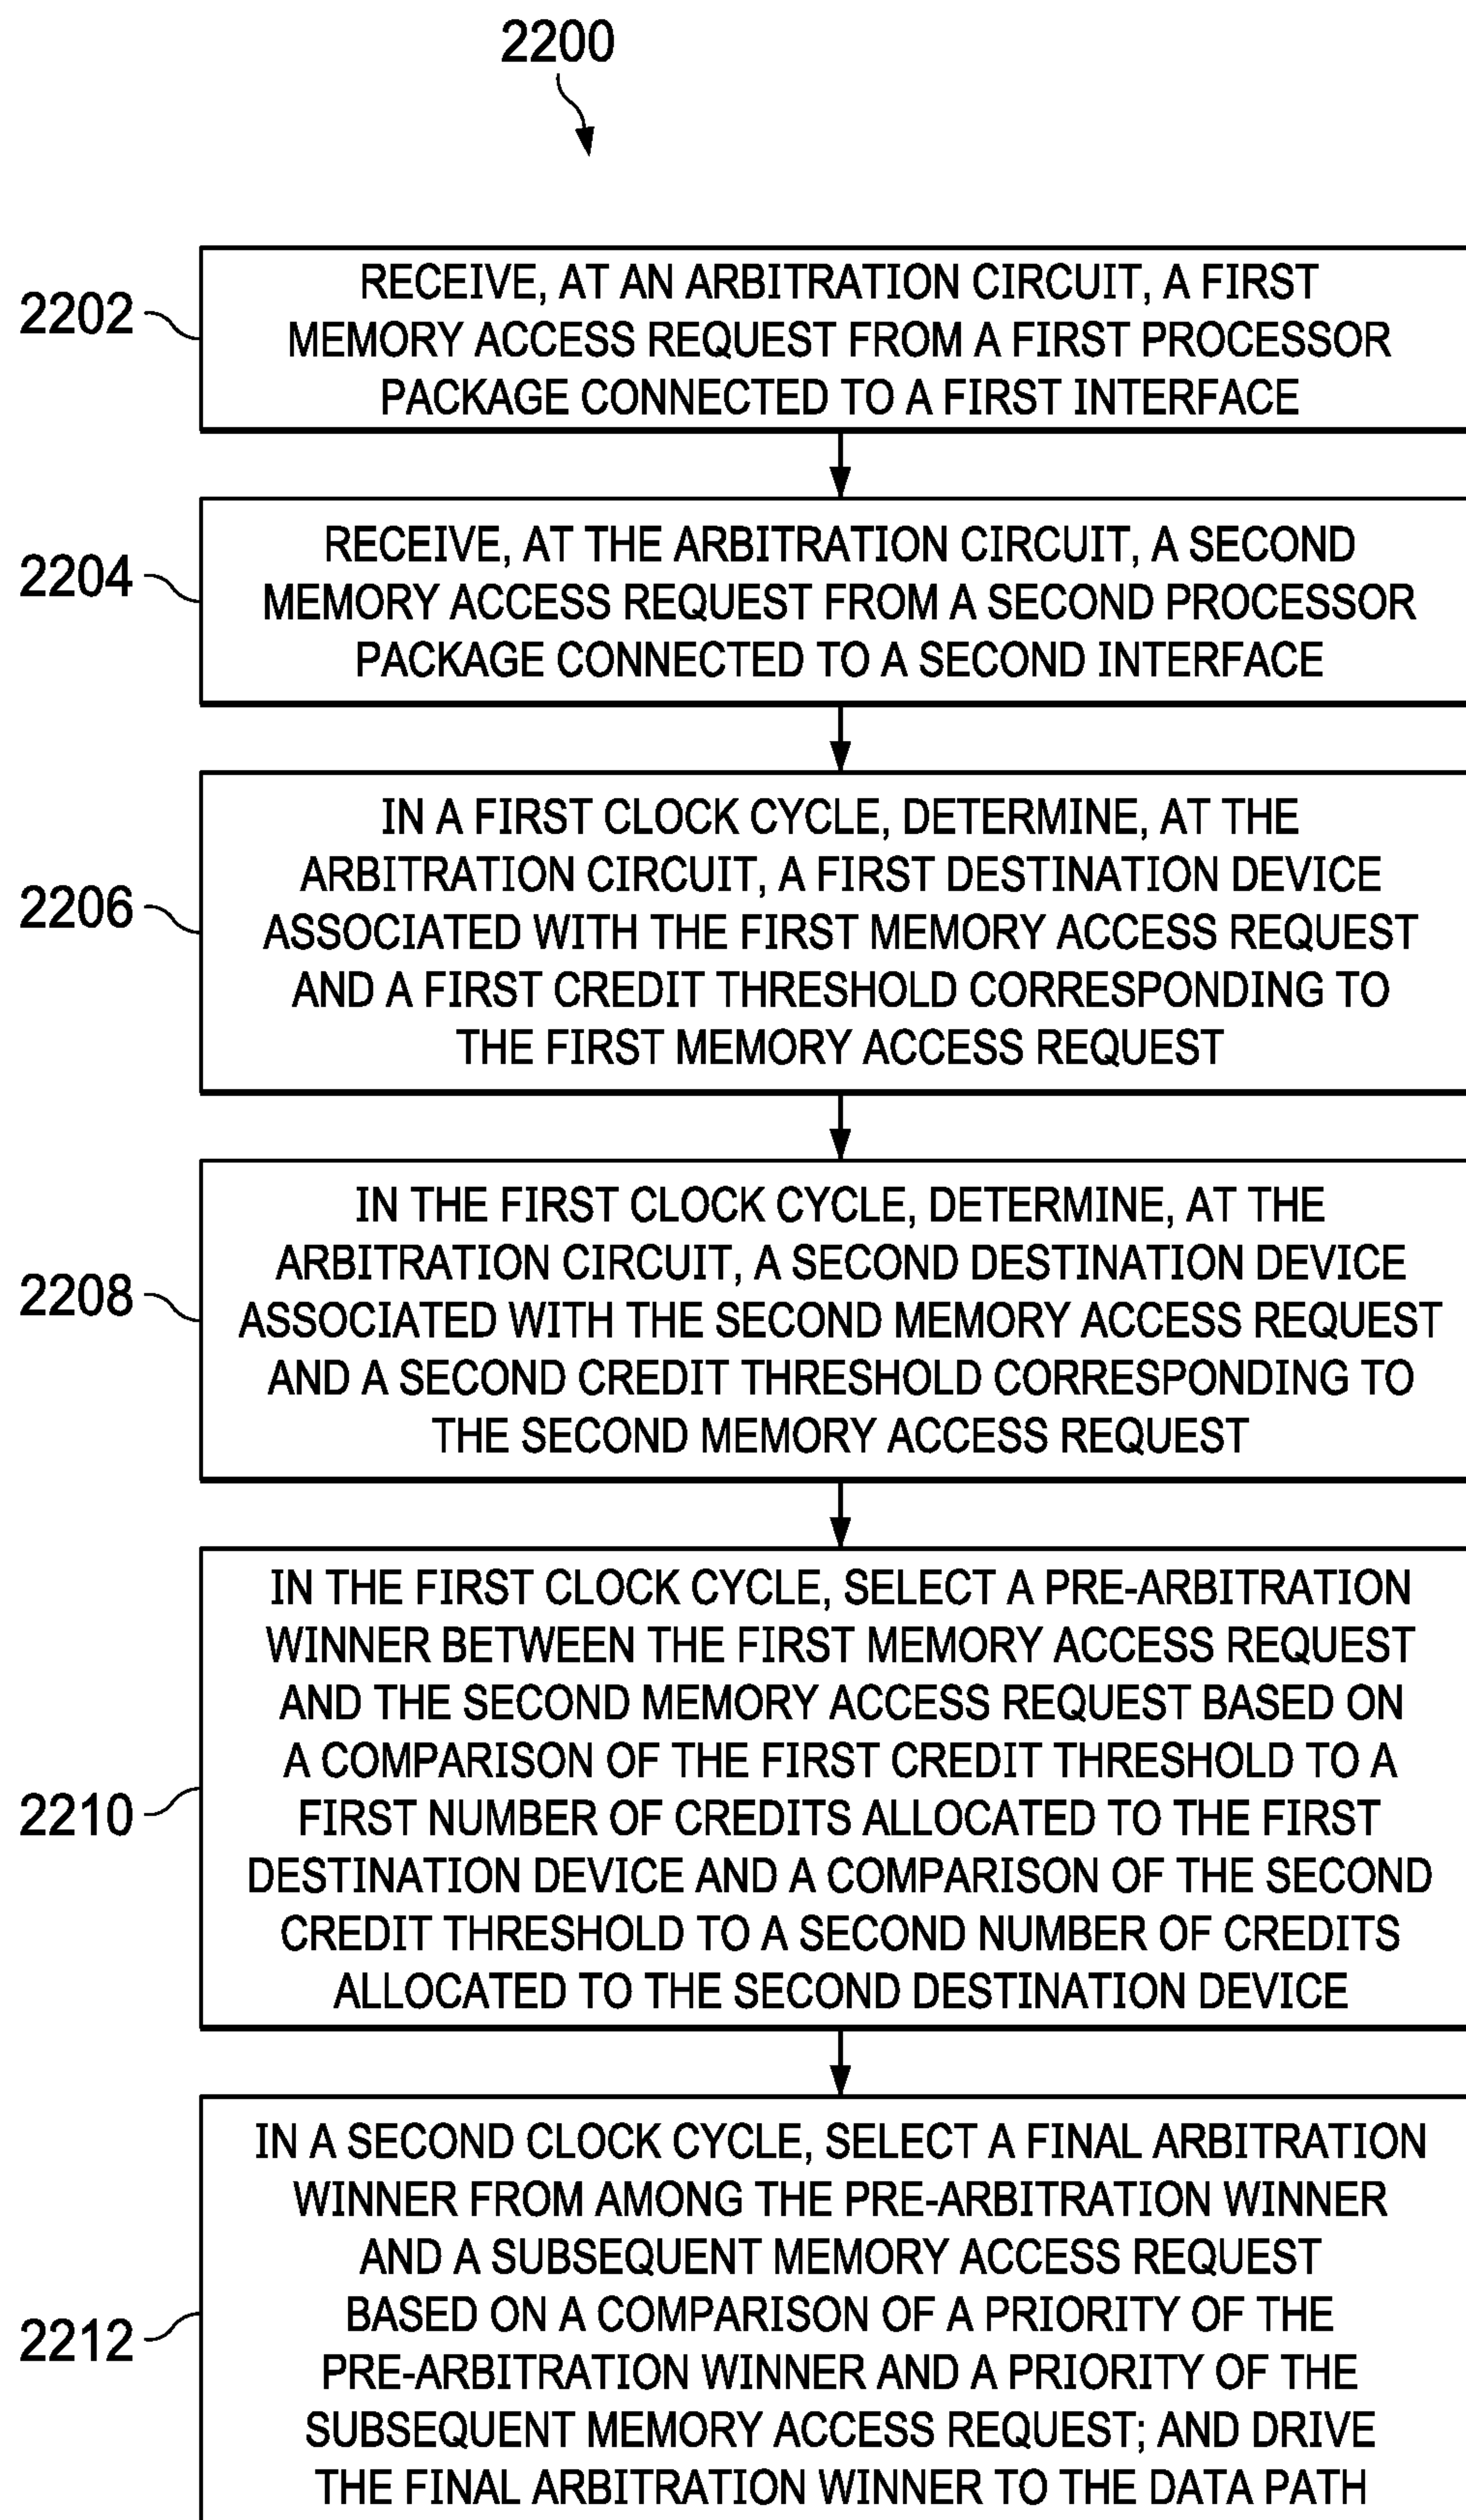 2200
2202
RECEIVE, AT AN ARBITRATION CIRCUIT, A FIRST
MEMORY ACCESS REQUEST FROM A FIRST PROCESSOR
PACKAGE CONNECTED TO A FIRST INTERFACE
2204
RECEIVE, AT THE ARBITRATION CIRCUIT, A SECOND
MEMORY ACCESS REQUEST FROM A SECOND PROCESSOR
PACKAGE CONNECTED TO A SECOND INTERFACE
2206
IN A FIRST CLOCK CYCLE, DETERMINE, AT THE
ARBITRATION CIRCUIT, A FIRST DESTINATION DEVICE
ASSOCIATED WITH THE FIRST MEMORY ACCESS REQUEST
AND A FIRST CREDIT THRESHOLD CORRESPONDING TO
THE FIRST MEMORY ACCESS REQUEST
2208
IN THE FIRST CLOCK CYCLE, DETERMINE, AT THE
ARBITRATION CIRCUIT, A SECOND DESTINATION DEVICE
ASSOCIATED WITH THE SECOND MEMORY ACCESS REQUEST
AND A SECOND CREDIT THRESHOLD CORRESPONDING TO
THE SECOND MEMORY ACCESS REQUEST
2210
IN THE FIRST CLOCK CYCLE, SELECT A PRE-ARBITRATION
WINNER BETWEEN THE FIRST MEMORY ACCESS REQUEST
AND THE SECOND MEMORY ACCESS REQUEST BASED ON
A COMPARISON OF THE FIRST CREDIT THRESHOLD TO A
FIRST NUMBER OF CREDITS ALLOCATED TO THE FIRST
DESTINATION DEVICE AND A COMPARISON OF THE SECOND
CREDIT THRESHOLD TO A SECOND NUMBER OF CREDITS
ALLOCATED TO THE SECOND DESTINATION DEVICE
2212
IN A SECOND CLOCK CYCLE, SELECT A FINAL ARBITRATION
WINNER FROM AMONG THE PRE-ARBITRATION WINNER
AND A SUBSEQUENT MEMORY ACCESS REQUEST
BASED ON A COMPARISON OF A PRIORITY OF THE
PRE-ARBITRATION WINNER AND A PRIORITY OF THE
SUBSEQUENT MEMORY ACCESS REQUEST; AND DRIVE
THE FINAL ARBITRATION WINNER TO THE DATA PATH